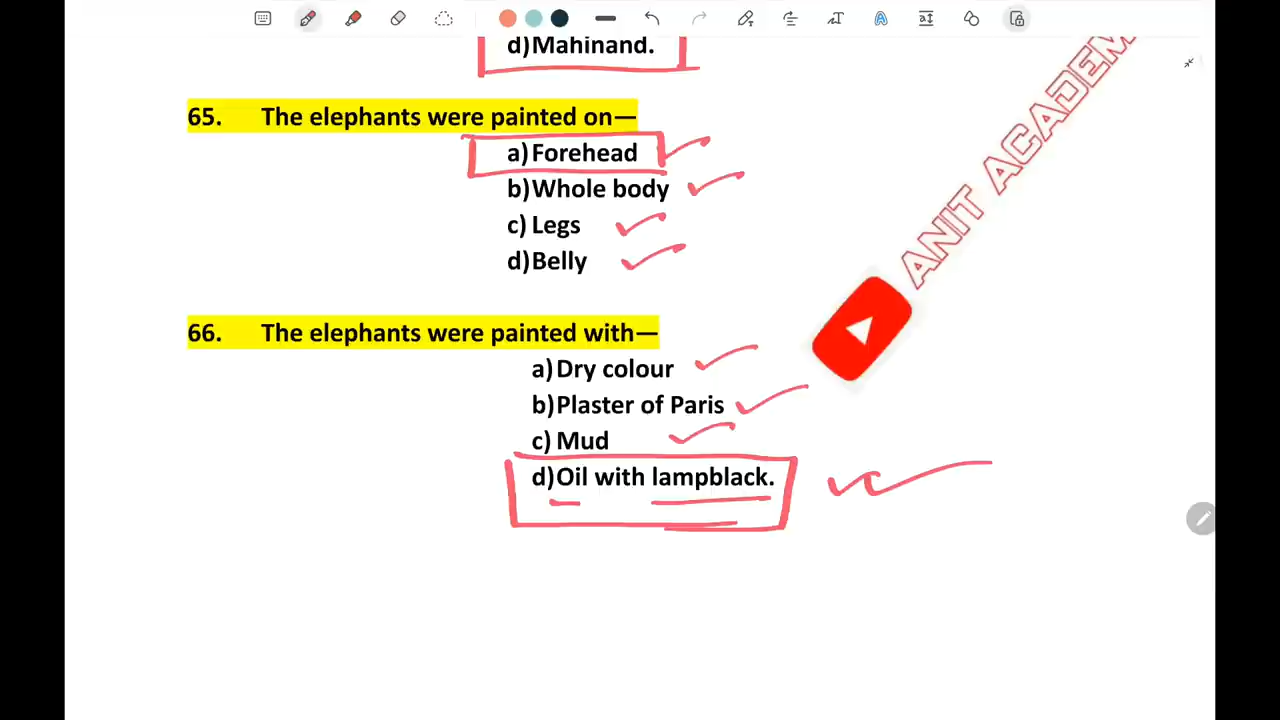 d) Mahinand.
65. The elephants were painted on—
a) Forehead
b) Whole body
c) Legs
d) Belly
66. The elephants were painted with—
a) Dry colour
b) Plaster of Paris
c) Mud
d) Oil with lampblack.
ANIT ACADEM